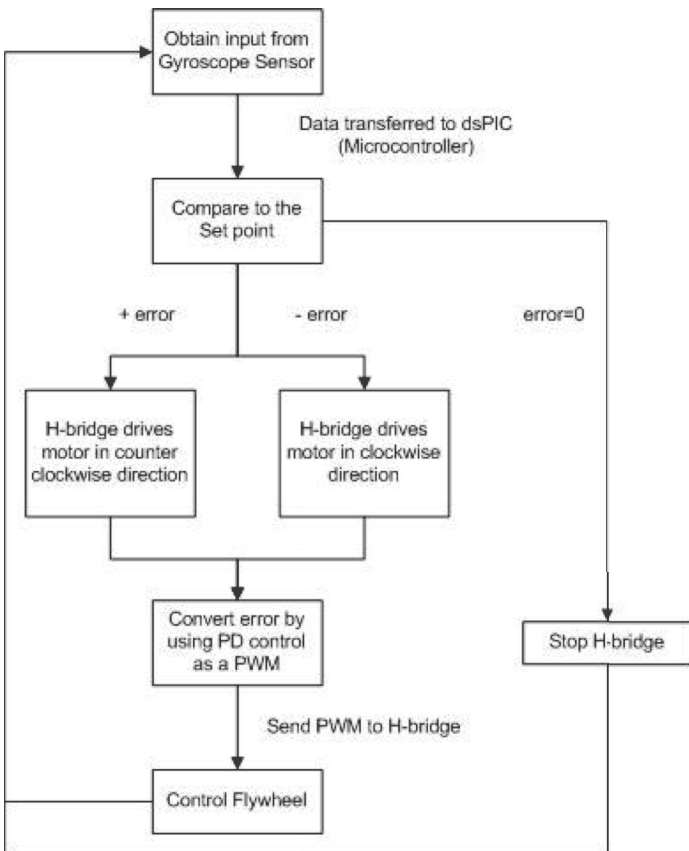 Obtain input from
Gyroscope Sensor
Data transferred to dsPIC
(Microcontroller)
Compare to the
Set point
+ error
- error
error=0
H-bridge drives
motor in counter
clockwise direction
H-bridge drives
motor in clockwise
direction
Convert error by
using PD control
as a PWM
Stop H-bridge
Send PWM to H-bridge
Control Flywheel